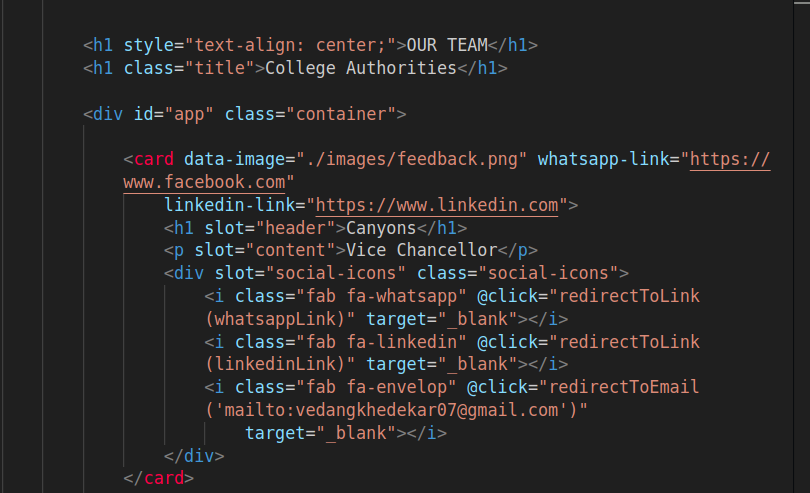 <h1 style="text-align: center;">OUR TEAM</h1>
<h1 class="title">College Authorities</h1>
<div id="app" class="container">
<card data-image="./images/feedback.png" whatsapp-link="https://
www.facebook.com"
linkedin-link="https://www.linkedin.com">
<h1 slot="header">Canyons</h1>
<p slot="content">Vice Chancellor</p>
<div slot="social-icons" class="social-icons">
<i class="fab fa-whatsapp" @click="redirectToLink
(whatsappLink)" target="_blank"></i>
<i class="fab fa-linkedin" @click="redirectToLink
(linkedinLink)" target="_blank"></i>
<i class="fab fa-envelop" @click="redirectToEmail
('mailto:vedangkhedekar07@gmail.com')"
target="_blank"></i>
</div>
</card>